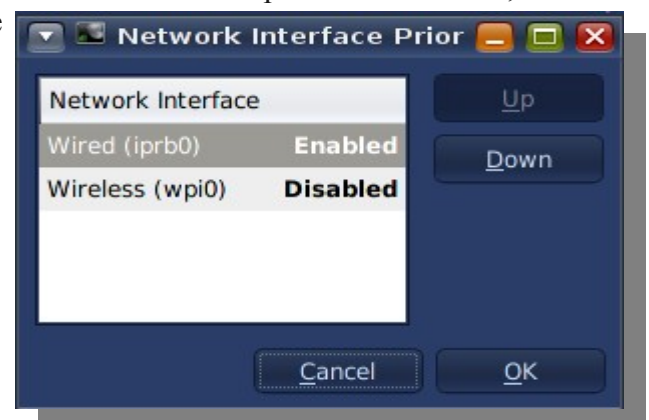 Network Interface Prior
Network Interface
Up
Wired (iprb0) Enabled
Down
Wireless (wpi0) Disabled
Cancel
OK